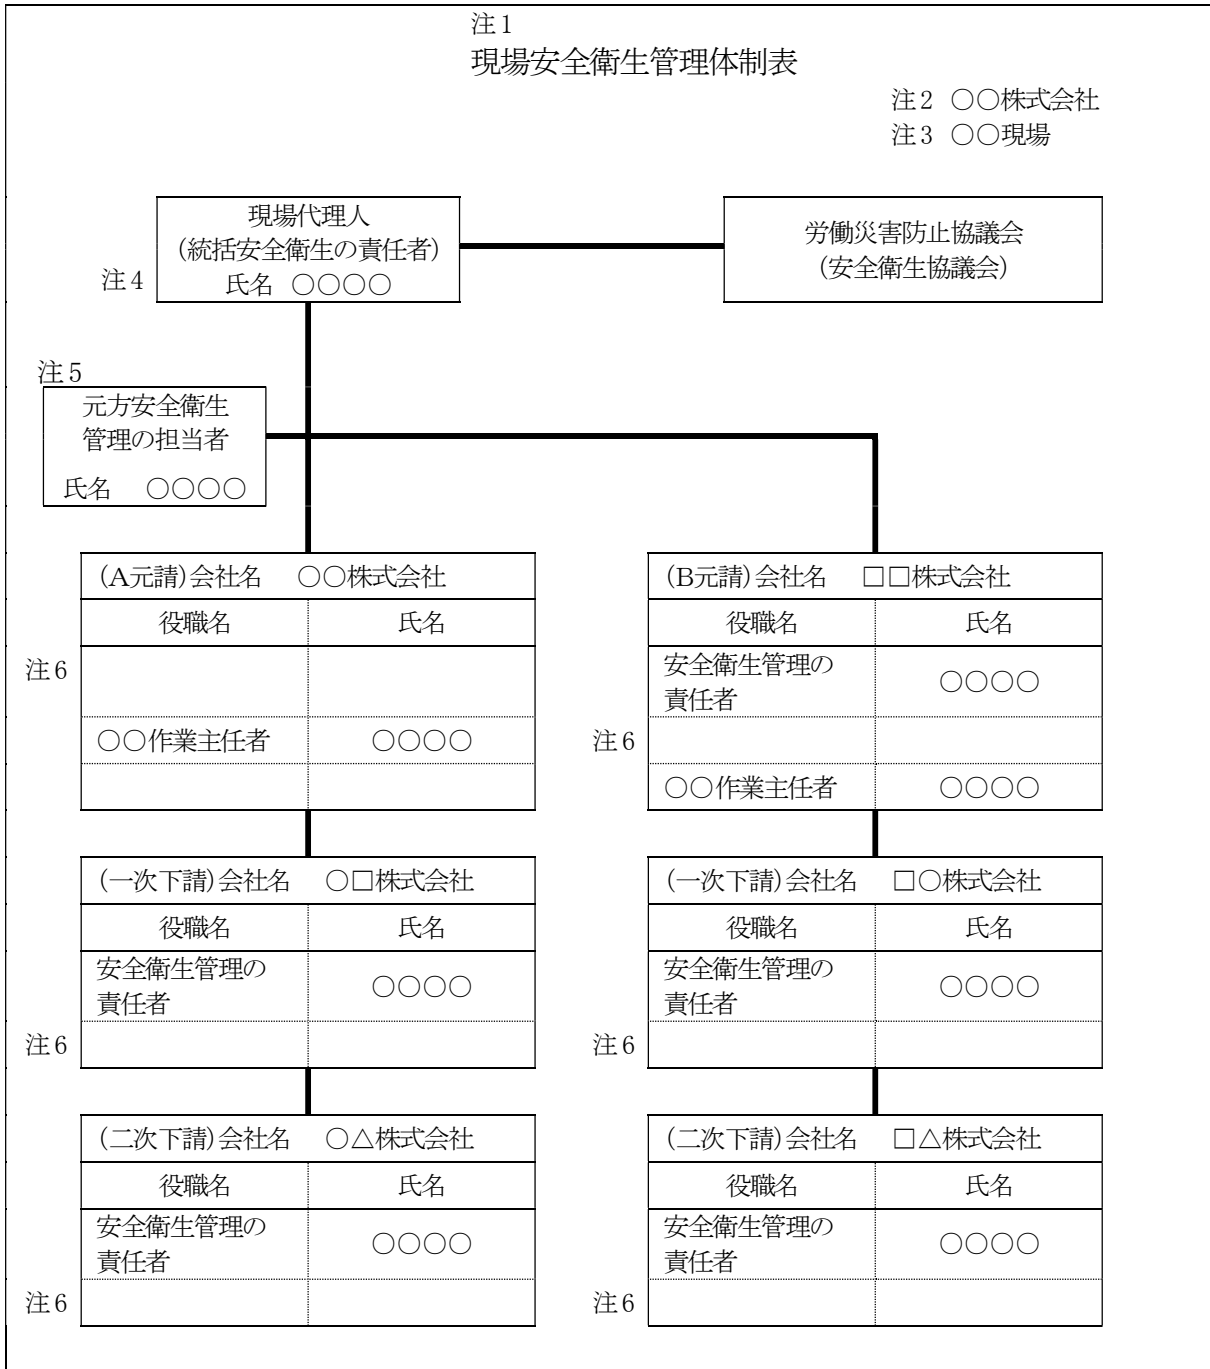 注1
現場安全衛生管理体制表
注2 ○○株式会社
注3 ○○現場
現場代理人
(統括安全衛生の責任者)
注4 氏名 ○○○○
労働災害防止協議会
(安全衛生協議会)
注5
元方安全衛生
管理の担当者
氏名 ○○○○
(A元請)会社名 ○○株式会社
役職名 氏名
注6
○○作業主任者 ○○○○
(B元請)会社名 □□株式会社
役職名 氏名
安全衛生管理の
責任者 ○○○○
注6
○○作業主任者 ○○○○
(一次下請)会社名 ○□株式会社
役職名 氏名
安全衛生管理の
責任者 ○○○○
注6
(一次下請)会社名 □○株式会社
役職名 氏名
安全衛生管理の
責任者 ○○○○
注6
(二次下請)会社名 ○△株式会社
役職名 氏名
安全衛生管理の
責任者 ○○○○
注6
(二次下請)会社名 □△株式会社
役職名 氏名
安全衛生管理の
責任者 ○○○○
注6